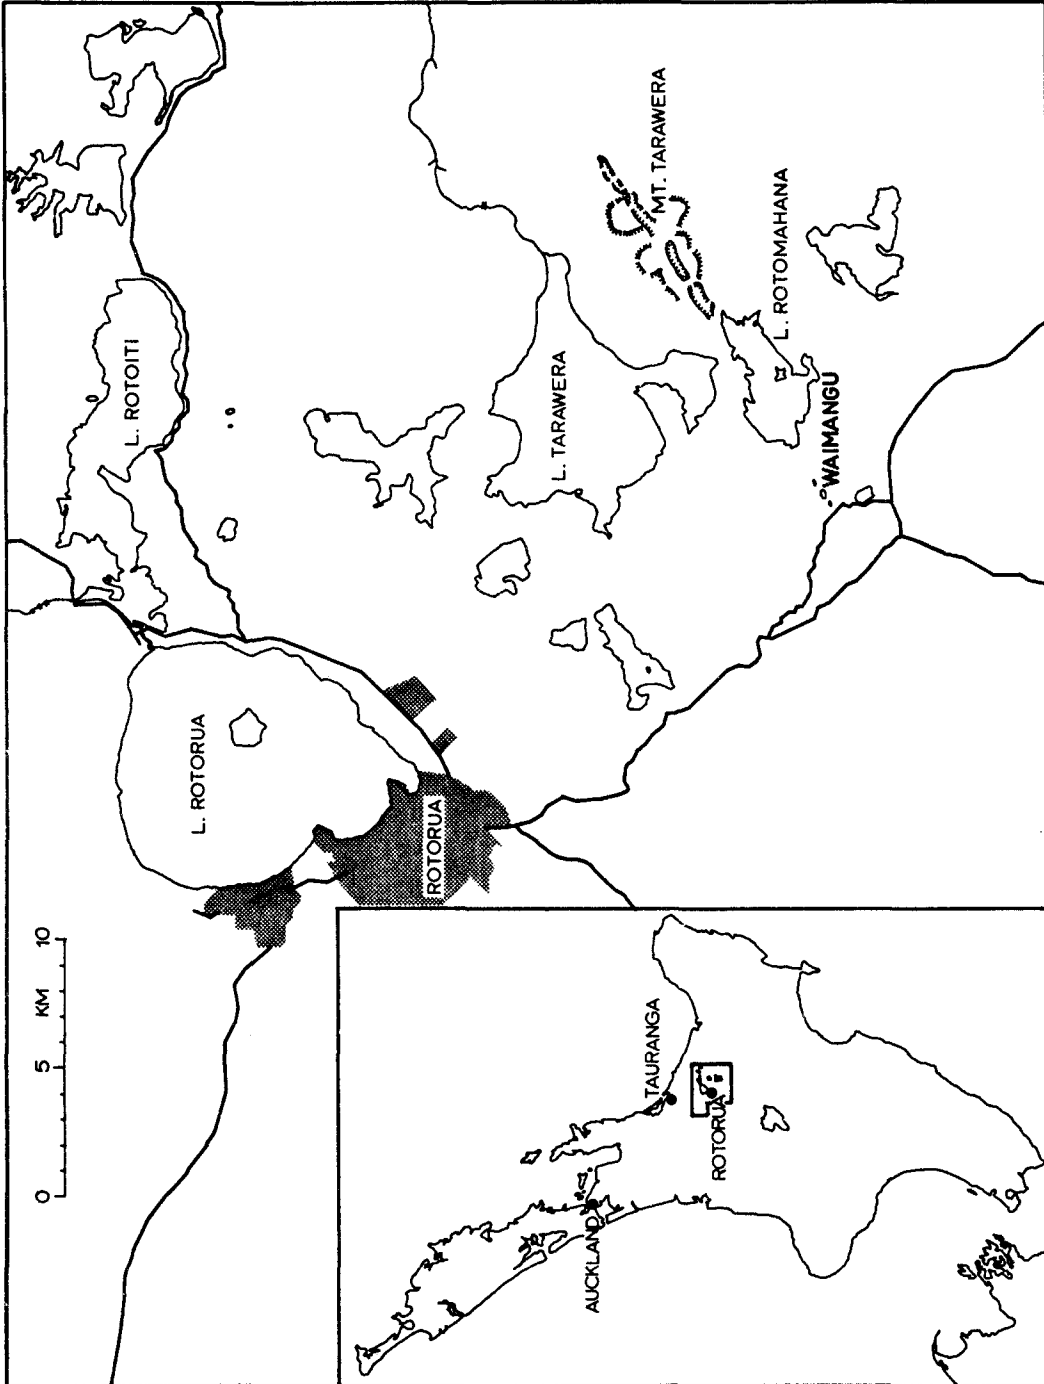 0 5 KM 10
L. ROTORUA
L. ROTOITI
ROTORUA
L. TARAWERA
MT. TARAWERA
L. ROTOMAHANA
WAIMANGU
AUCKLAND
TAURANGA
ROTORUA